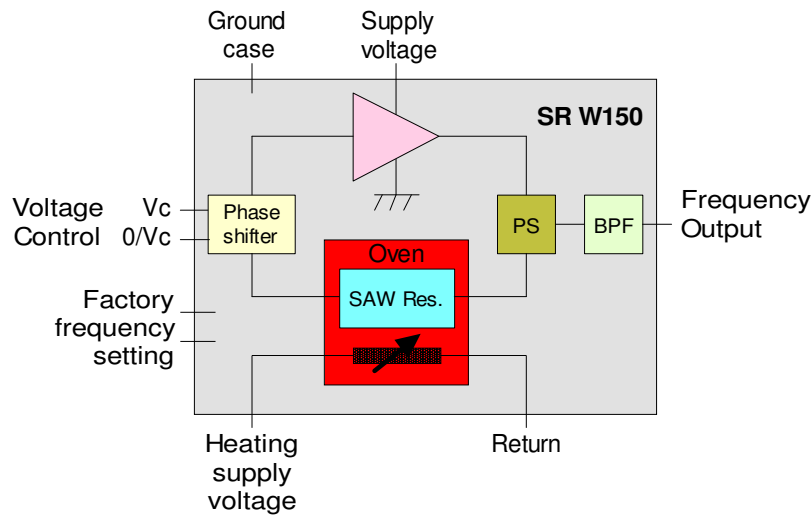 Ground
case
Supply
voltage
SR W150
Voltage
Control
Vc
0/Vc
Phase
shifter
PS
BPF
Frequency
Output
Oven
SAW Res.
Factory
frequency
setting
Heating
supply
voltage
Return